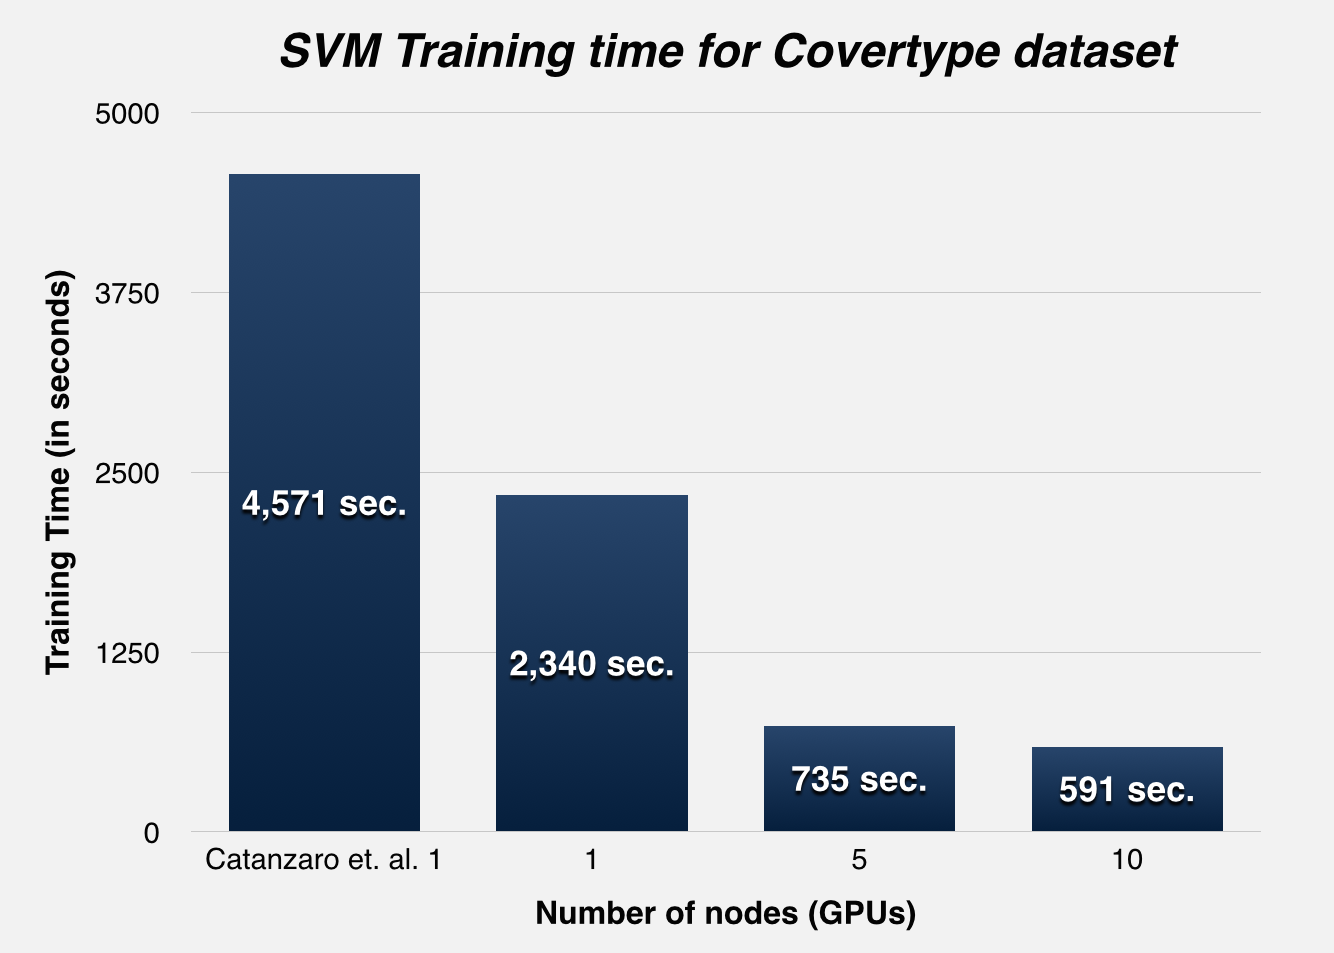 SVM Training time for Covertype dataset
5000
3750
2500
1250
0
Training Time (in seconds)
4,571 sec.
2,340 sec.
735 sec.
591 sec.
Catanzaro et. al. 1
1
5
10
Number of nodes (GPUs)